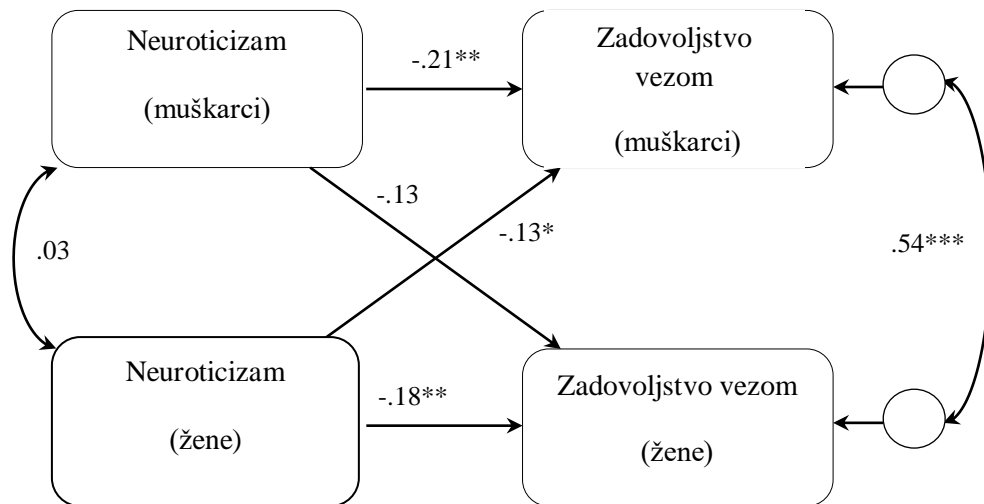 Neuroticizam
(muškarci)
-.21**
Zadovoljstvo
vezom
(muškarci)
-.13
-.13*
.03
.54***
Neuroticizam
(žene)
-.18**
Zadovoljstvo vezom
(žene)